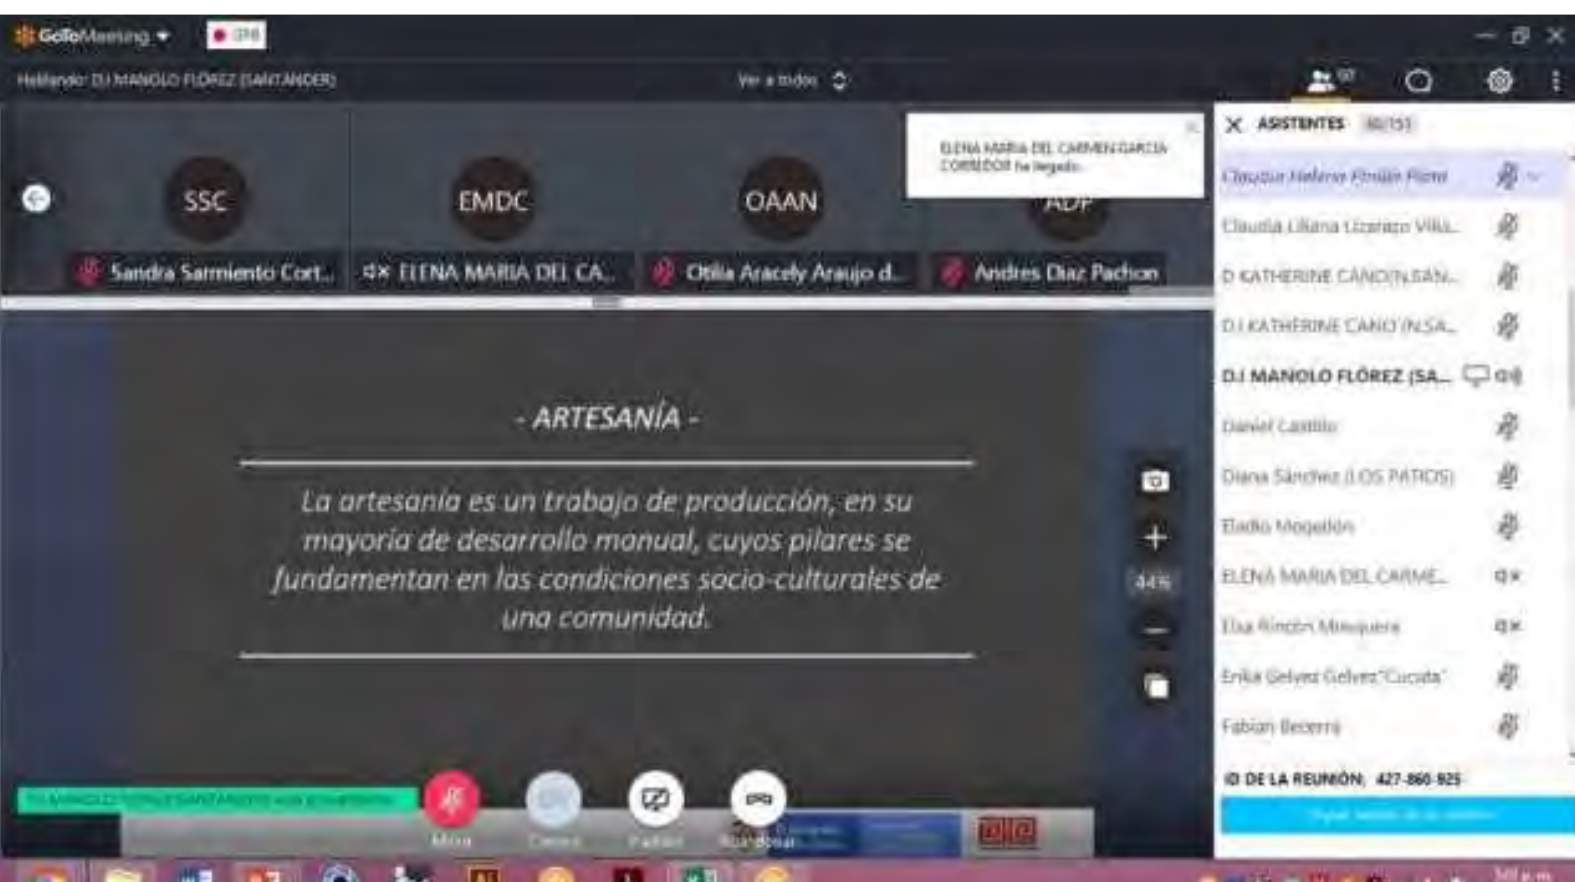 GoToMeeting
Hablando: D.I MANOLO FLÓREZ (SANTANDER)
Ver a todos
ELENA MARIA DEL CARMEN GARCIA
CORREDOR ha llegado.
SSC
EMDC
OAAN
ADP
Sandra Sarmiento Cort...
ELENA MARIA DEL CA...
Otilia Aracely Araujo d...
Andres Diaz Pachon
- ARTESANÍA -
La artesanía es un trabajo de producción, en su
mayoría de desarrollo manual, cuyos pilares se
fundamentan en las condiciones socio-culturales de
una comunidad.
44%
ASISTENTES
Claudia Liliana Lizarazo Villa...
D KATHERINE CANO(N.SAN...
D.I KATHERINE CANO (N.SA...
D.I MANOLO FLÓREZ (SA...
Daniel Castillo
Diana Sánchez (LOS PATIOS)
Eladio Mogollón
ELENA MARIA DEL CARME...
Elsa Rincón Mosquera
Erika Gelvez Gelvez"Cucuta"
Fabian Becerra
ID DE LA REUNIÓN: 427-860-925